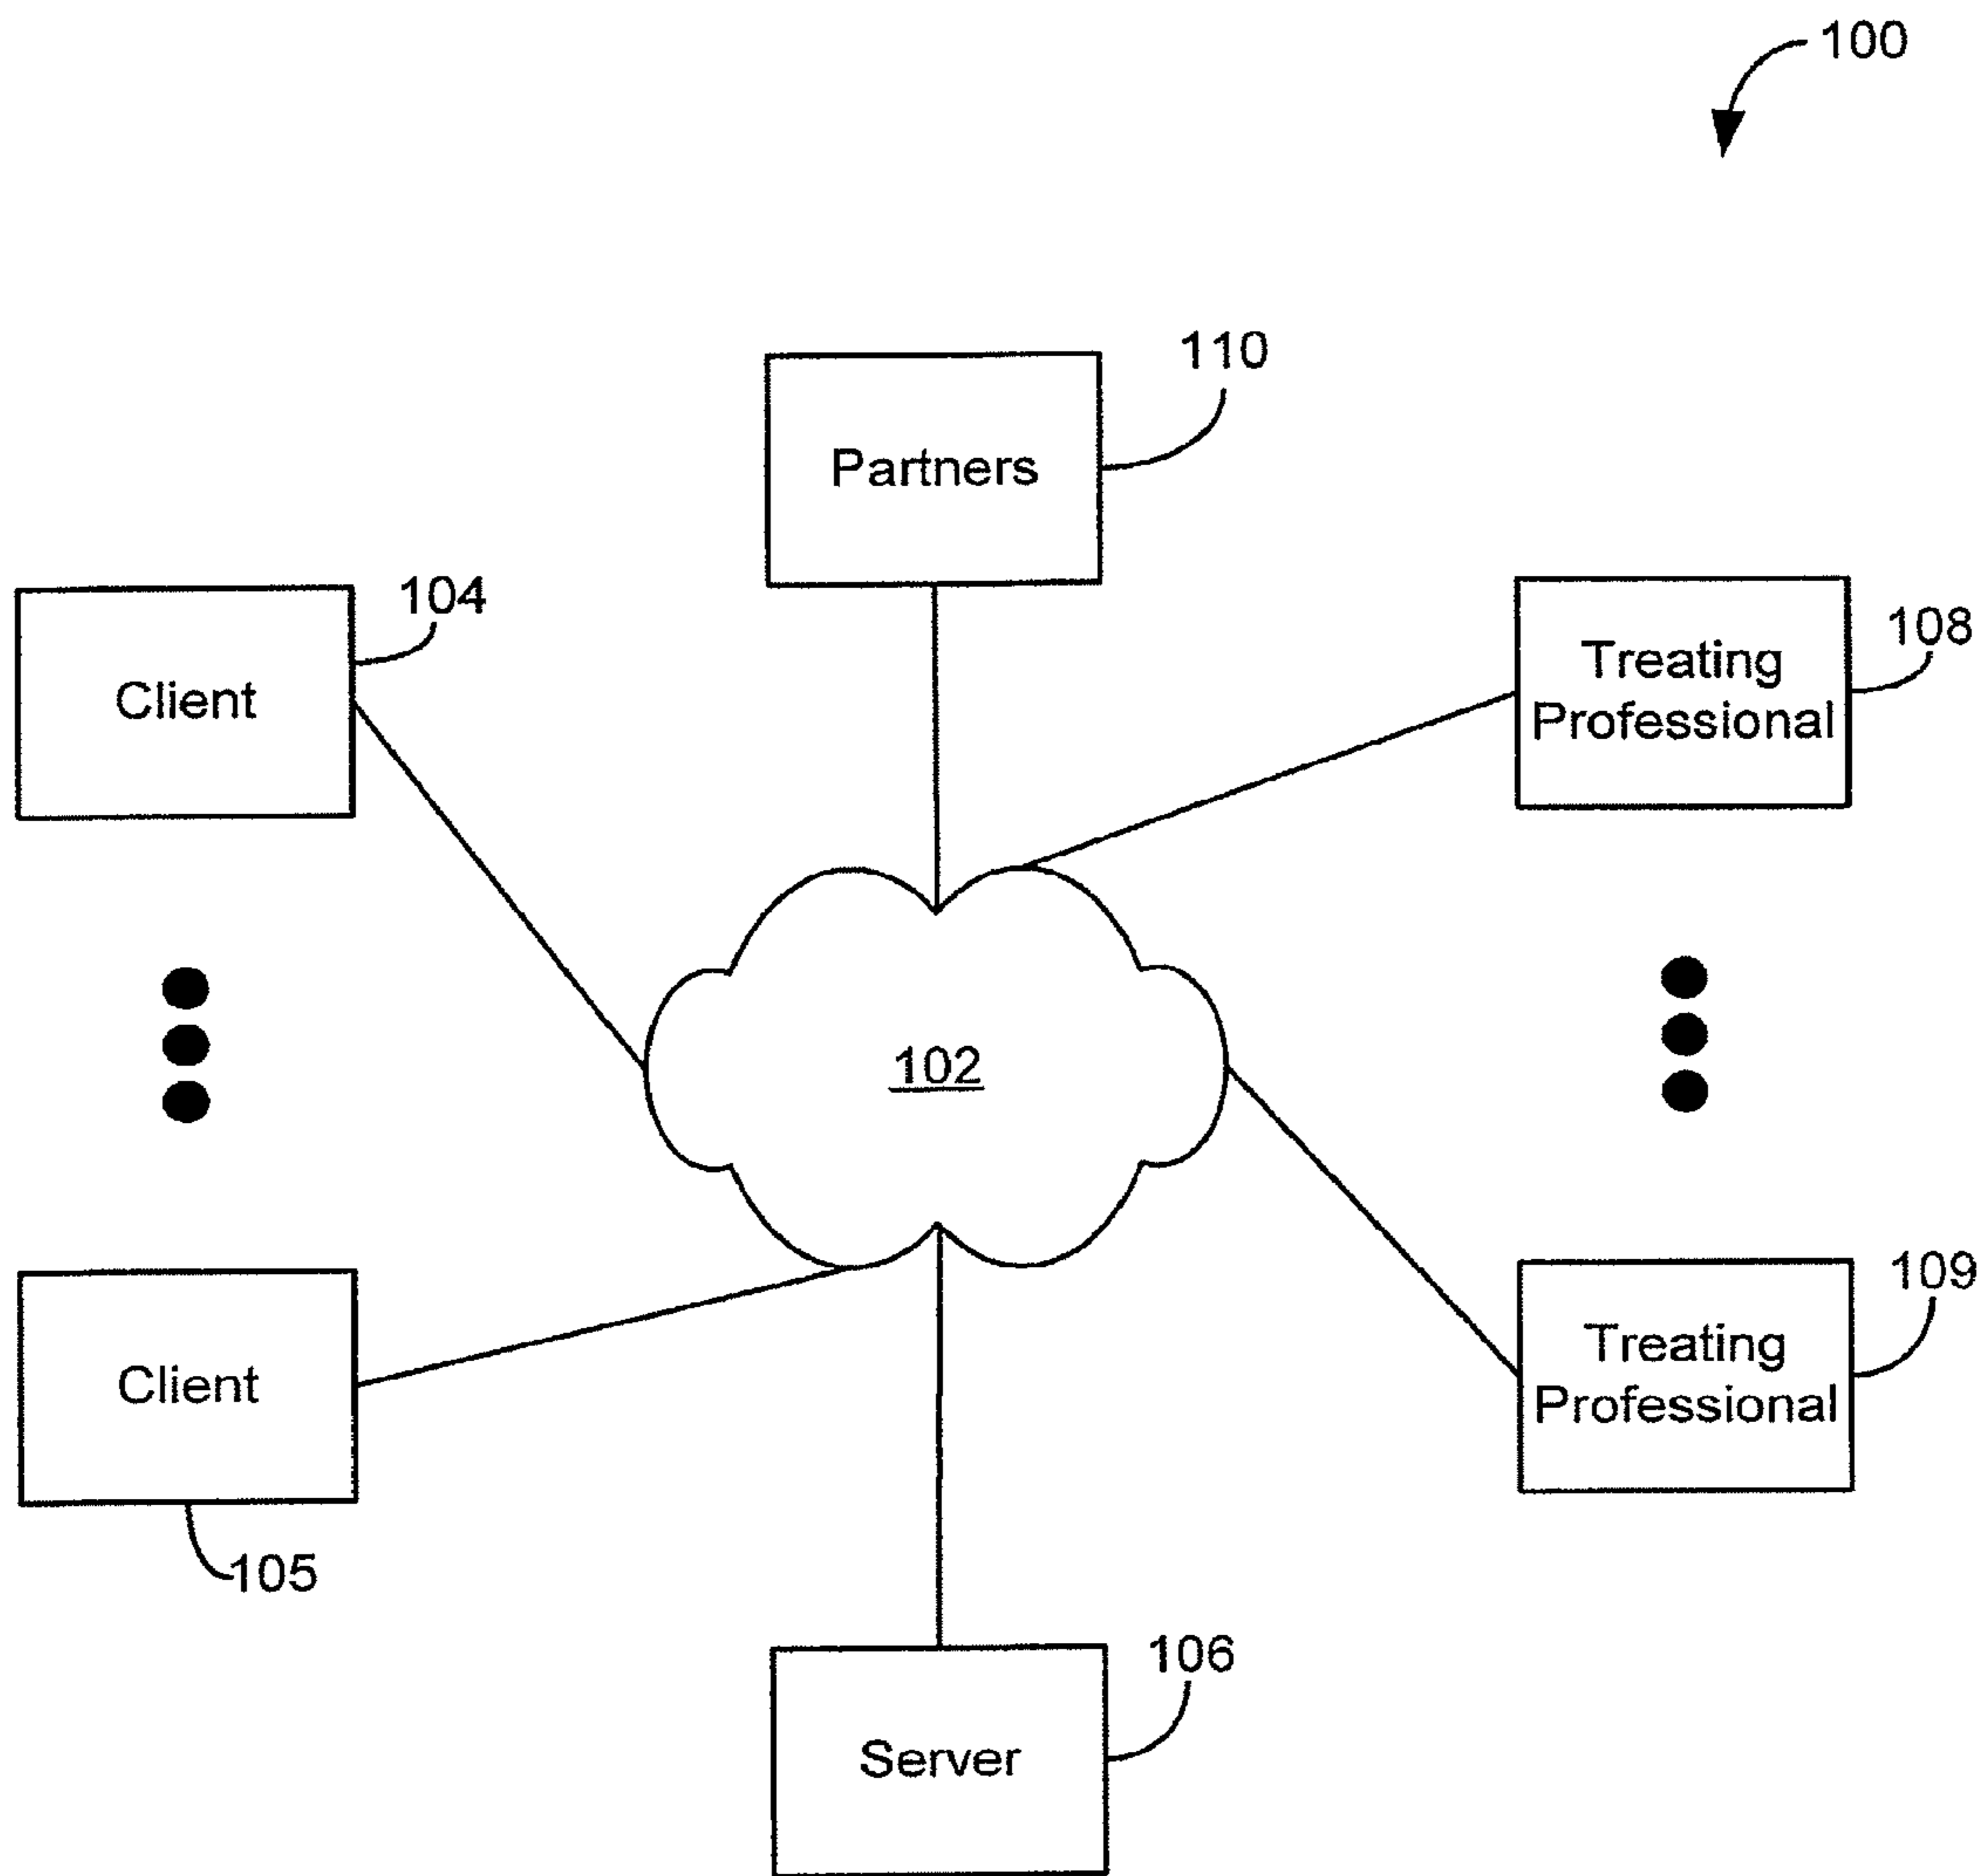 100
110
Partners
104
Client
108
Treating
Professional
102
109
Treating
Professional
Client
105
106
Server